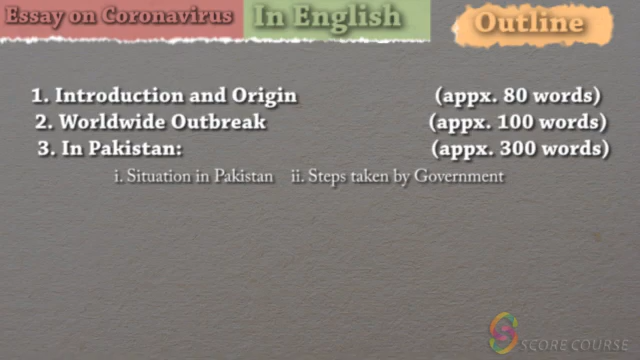 Essay on Coronavirus In English Outline
1. Introduction and Origin (appx. 80 words)
2. Worldwide Outbreak (appx. 100 words)
3. In Pakistan: (appx. 300 words)
i. Situation in Pakistan ii. Steps taken by Government
SCORE COURSE